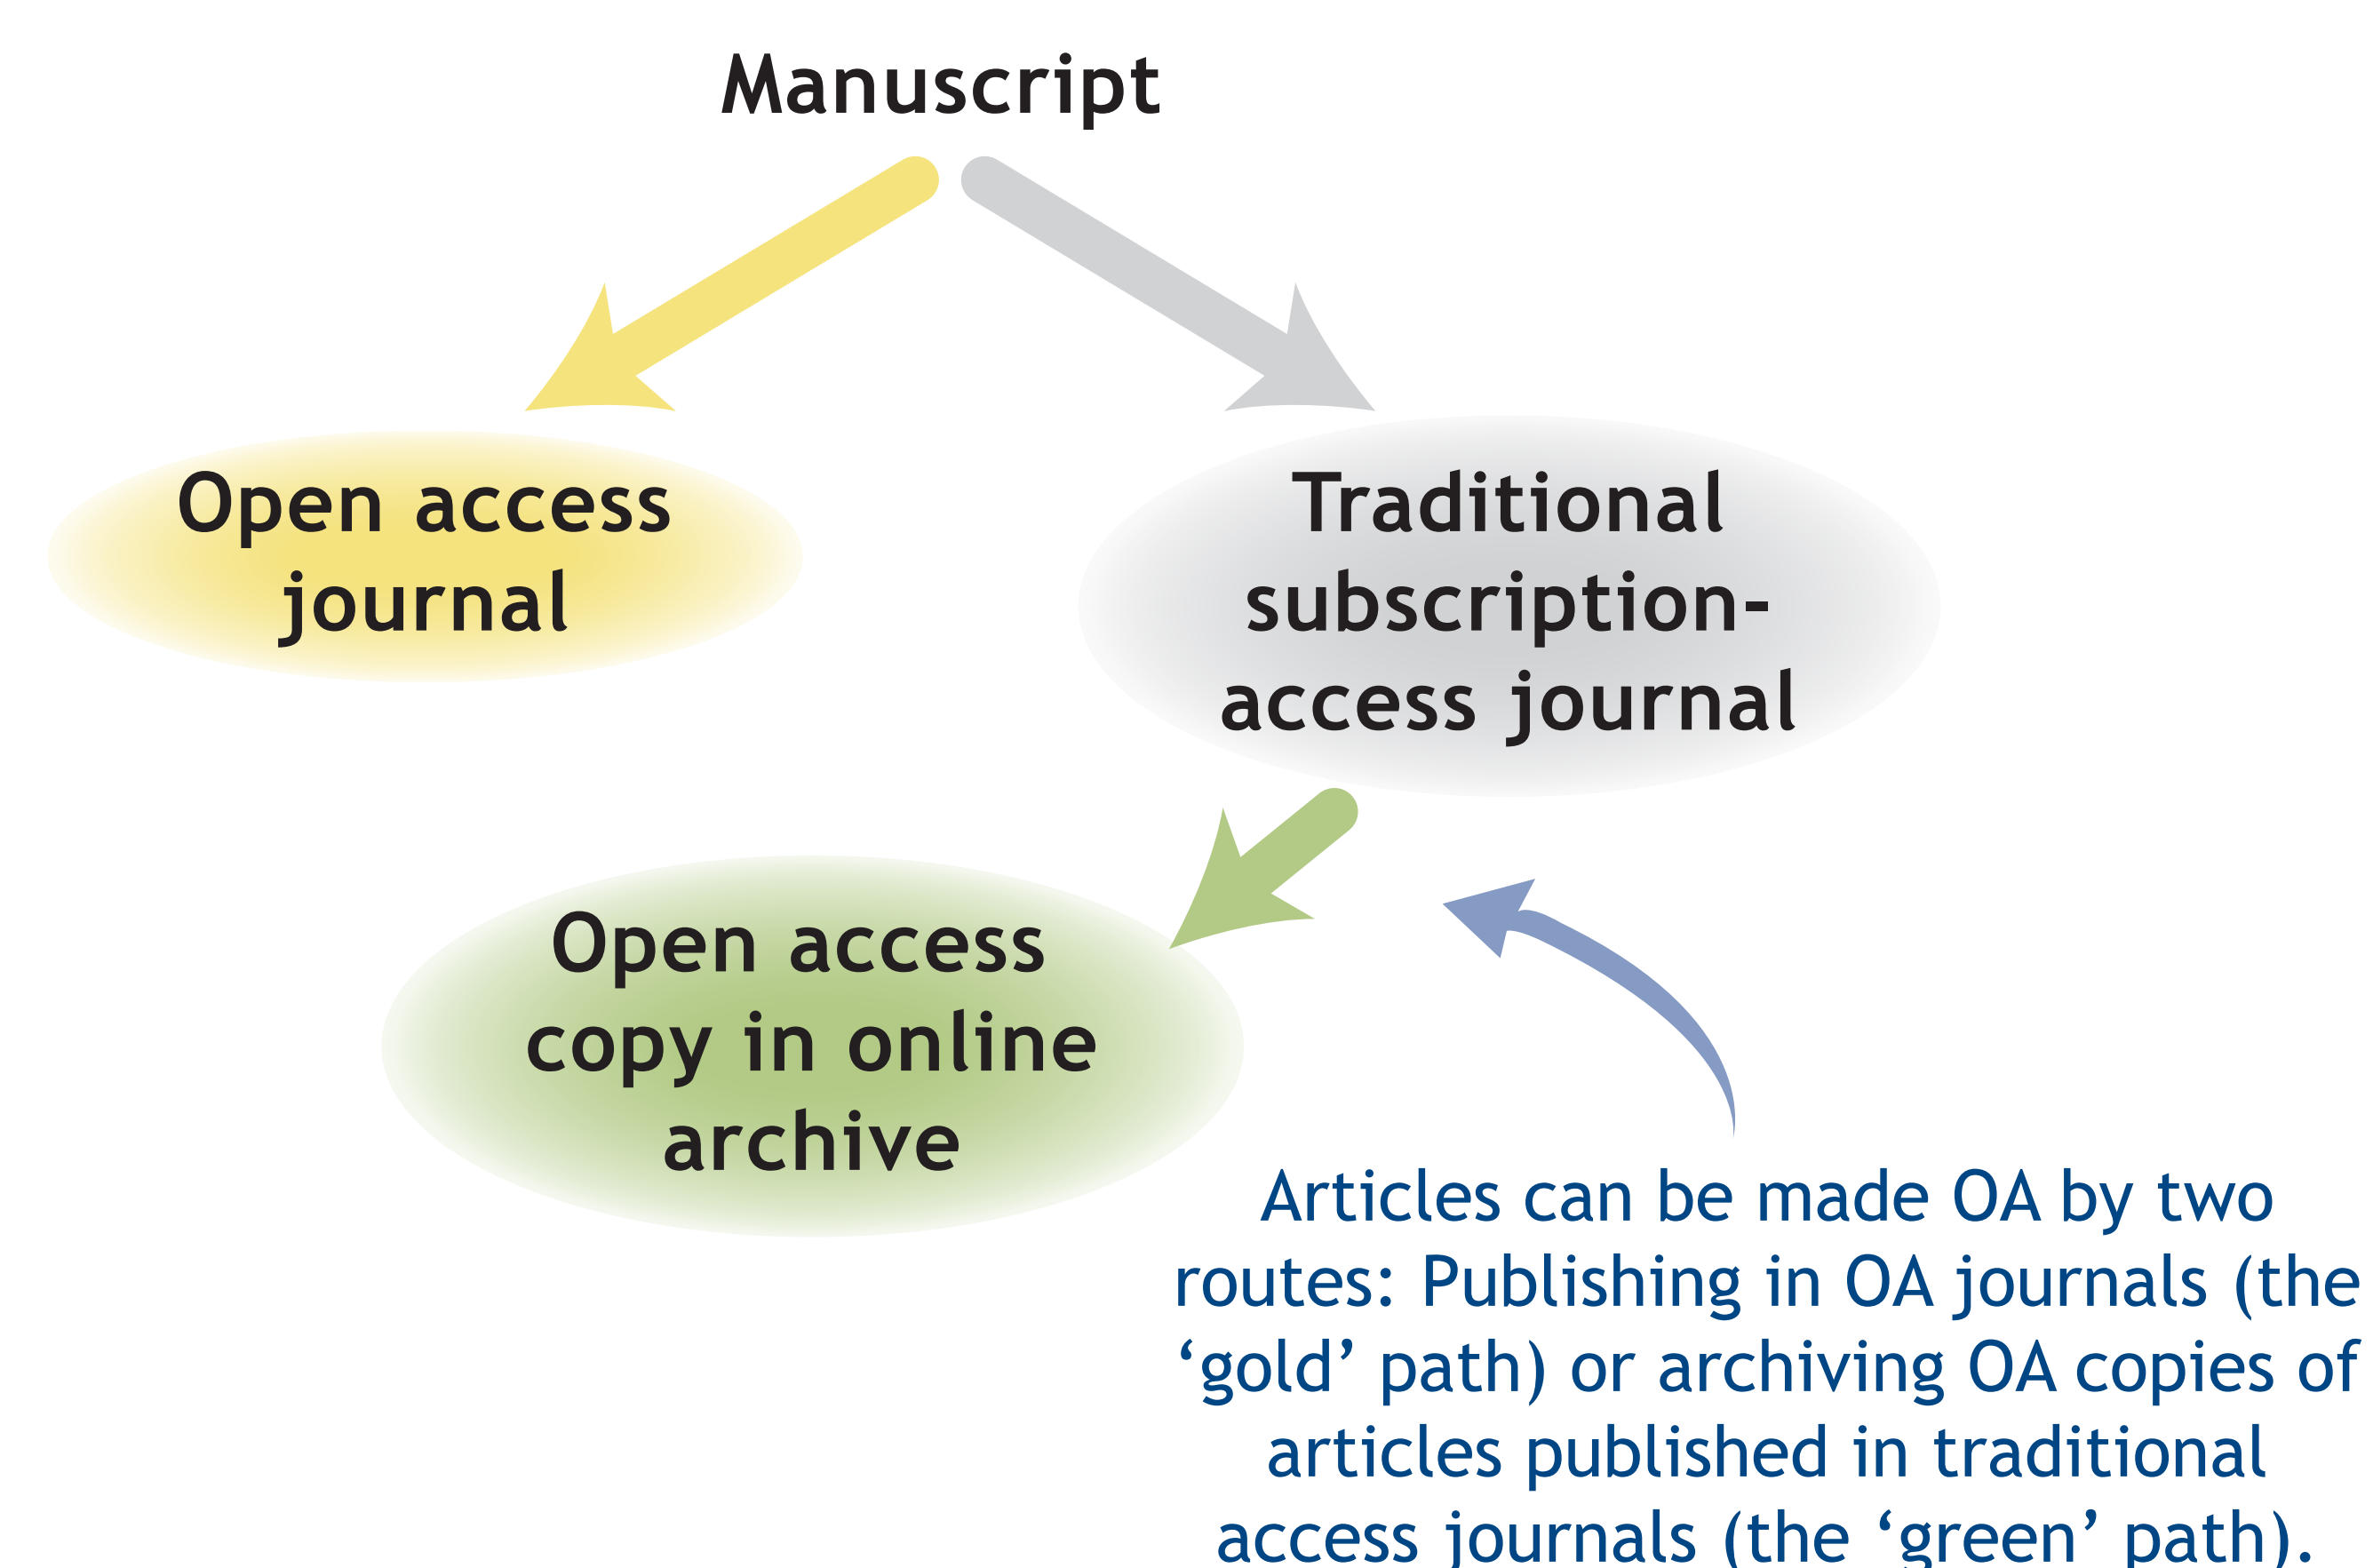 Manuscript
Open access
journal
Traditional
subscription-
access journal
Open access
copy in online
archive
Articles can be made OA by two
routes: Publishing in OA journals (the
‘gold’ path) or archiving OA copies of
articles published in traditional
access journals (the ‘green’ path).